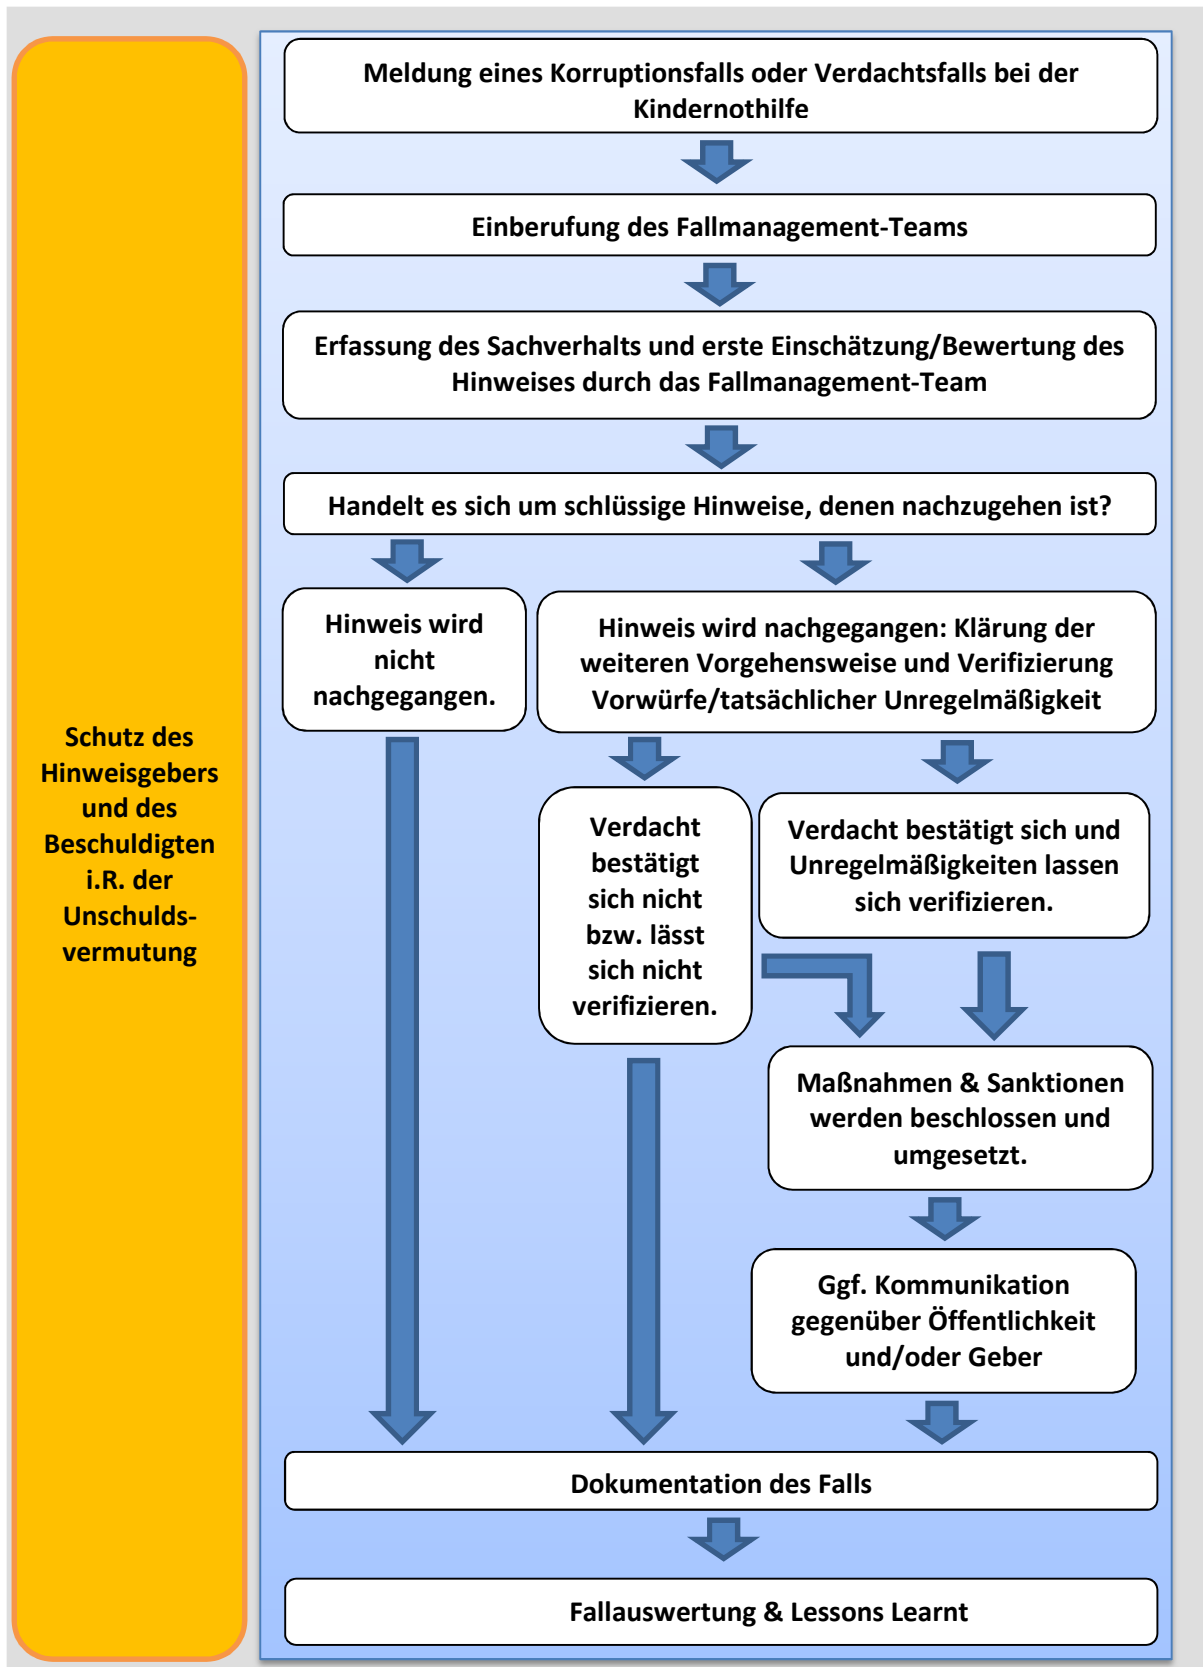 Schutz des
Hinweisgebers
und des
Beschuldigten
i.R. der
Unschulds-
vermutung
Meldung eines Korruptionsfalls oder Verdachtsfalls bei der
Kindernothilfe
Einberufung des Fallmanagement-Teams
Erfassung des Sachverhalts und erste Einschätzung/Bewertung des
Hinweises durch das Fallmanagement-Team
Handelt es sich um schlüssige Hinweise, denen nachzugehen ist?
Hinweis wird
nicht
nachgegangen.
Hinweis wird nachgegangen: Klärung der
weiteren Vorgehensweise und Verifizierung
Vorwürfe/tatsächlicher Unregelmäßigkeit
Verdacht
bestätigt
sich nicht
bzw. lässt
sich nicht
verifizieren.
Verdacht bestätigt sich und
Unregelmäßigkeiten lassen
sich verifizieren.
Maßnahmen & Sanktionen
werden beschlossen und
umgesetzt.
Ggf. Kommunikation
gegenüber Öffentlichkeit
und/oder Geber
Dokumentation des Falls
Fallauswertung & Lessons Learnt